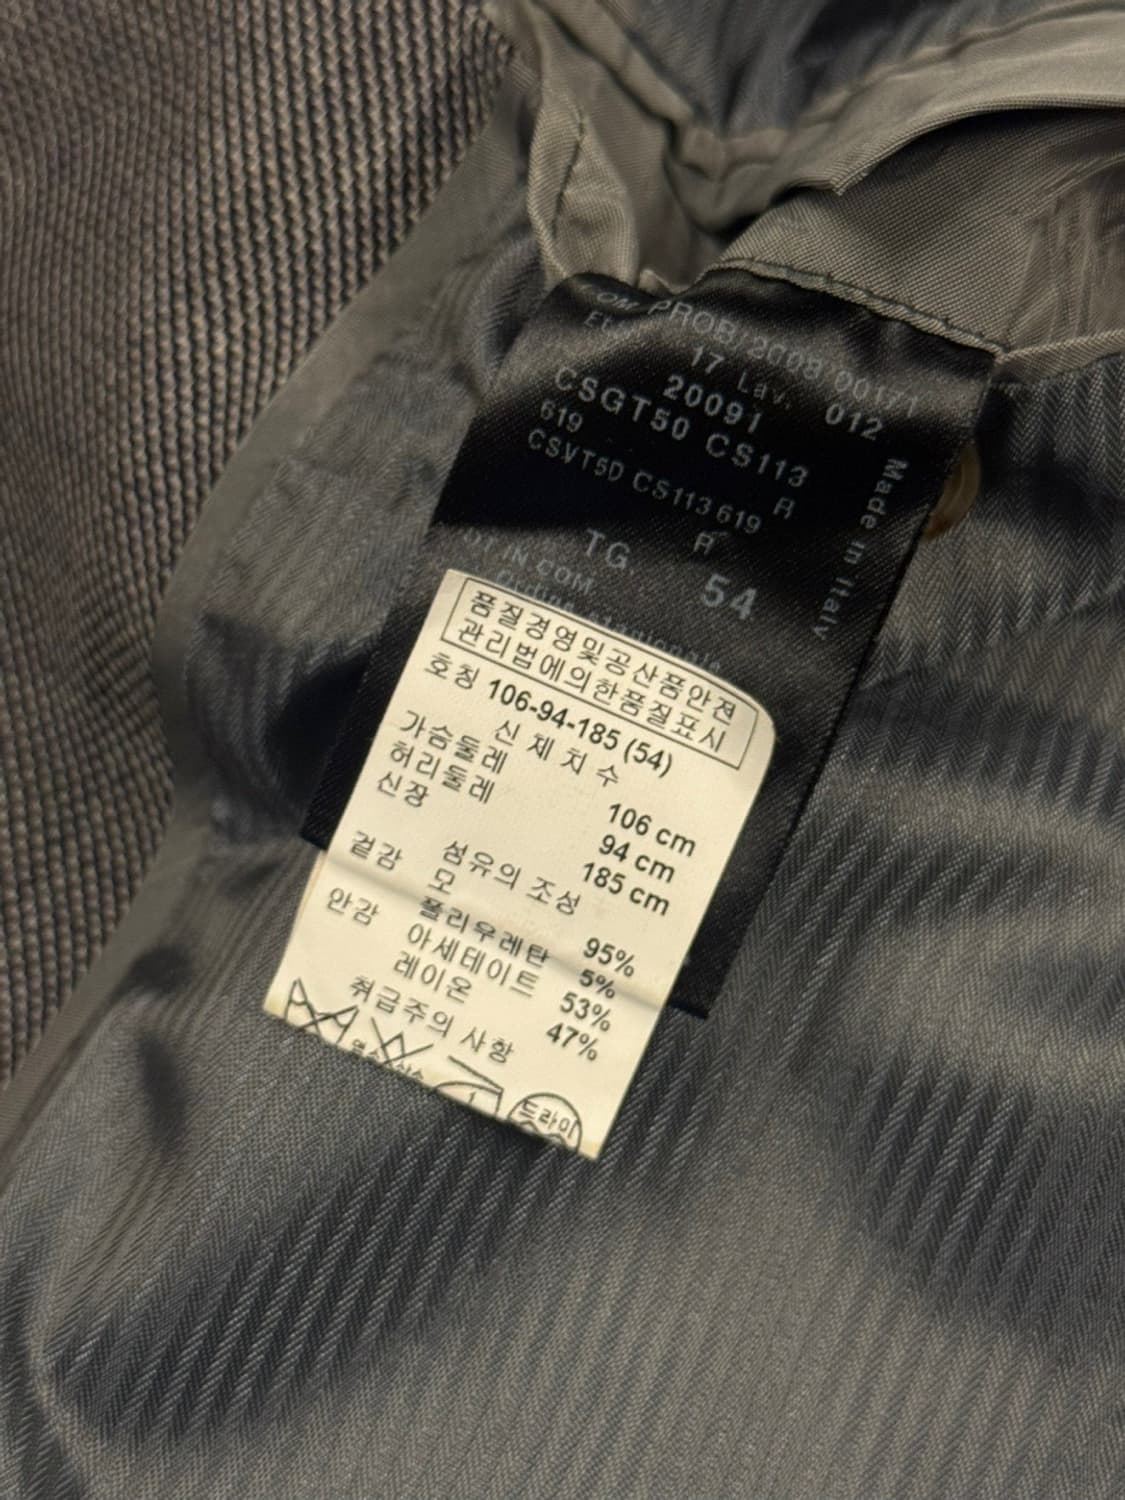 PROB/2008/00171
17 Lav. 012
20091
CSGT50 CS113
619 R
CSVT5D CS113 619
R
TG. 54
Made in Italy
IN COM.
품질경영및공산품안전
관리법에의한품질표시
호칭 106-94-185 (54)
신 체 치 수
가슴둘레 106 cm
허리둘레 94 cm
신장 185 cm
섬유의 조성
겉감 모 95%
폴리우레탄 5%
안감 아세테이트 53%
레이온 47%
취급주의 사항
드라이